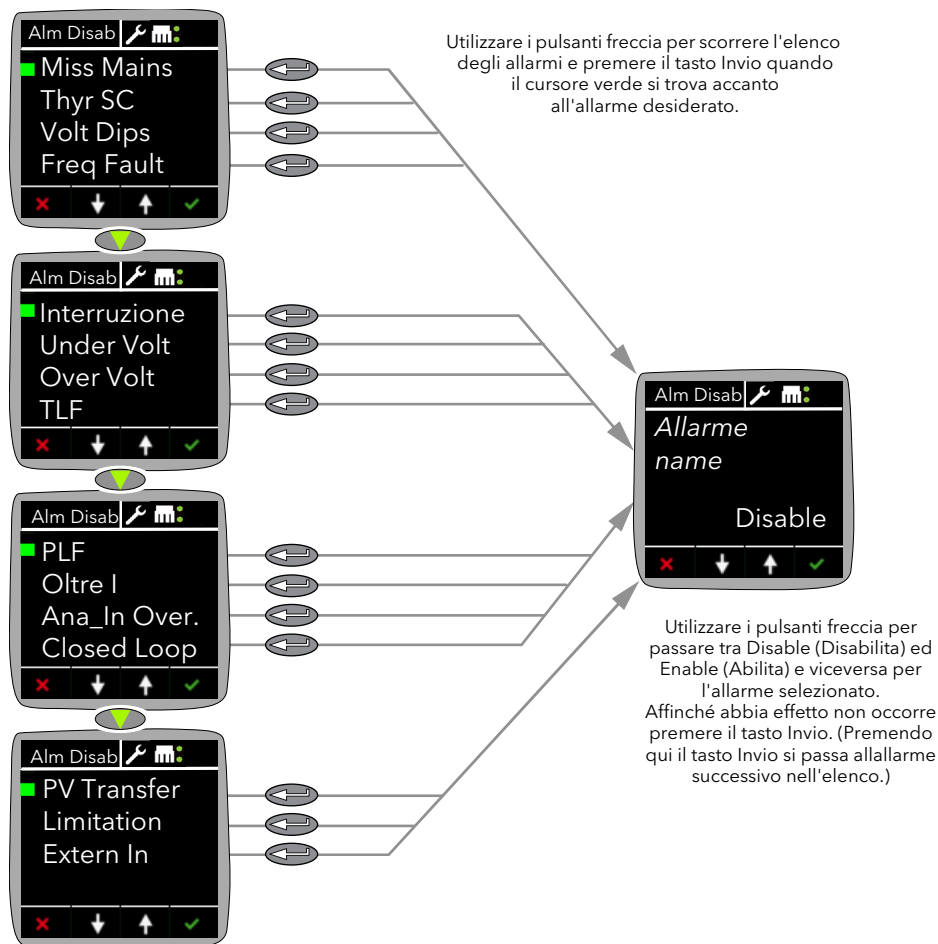 Alm Disab
Miss Mains
Thyr SC
Volt Dips
Freq Fault
Utilizzare i pulsanti freccia per scorrere l'elenco
degli allarmi e premere il tasto Invio quando
il cursore verde si trova accanto
all'allarme desiderato.
Alm Disab
Interruzione
Under Volt
Over Volt
TLF
Alm Disab
PLF
Oltre I
Ana_In Over.
Closed Loop
Alm Disab
PV Transfer
Limitation
Extern In
Alm Disab
Allarme
name
Disable
Utilizzare i pulsanti freccia per
passare tra Disable (Disabilita) ed
Enable (Abilita) e viceversa per
l'allarme selezionato.
Affinché abbia effetto non occorre
premere il tasto Invio. (Premendo
qui il tasto Invio si passa allallarme
successivo nell'elenco.)